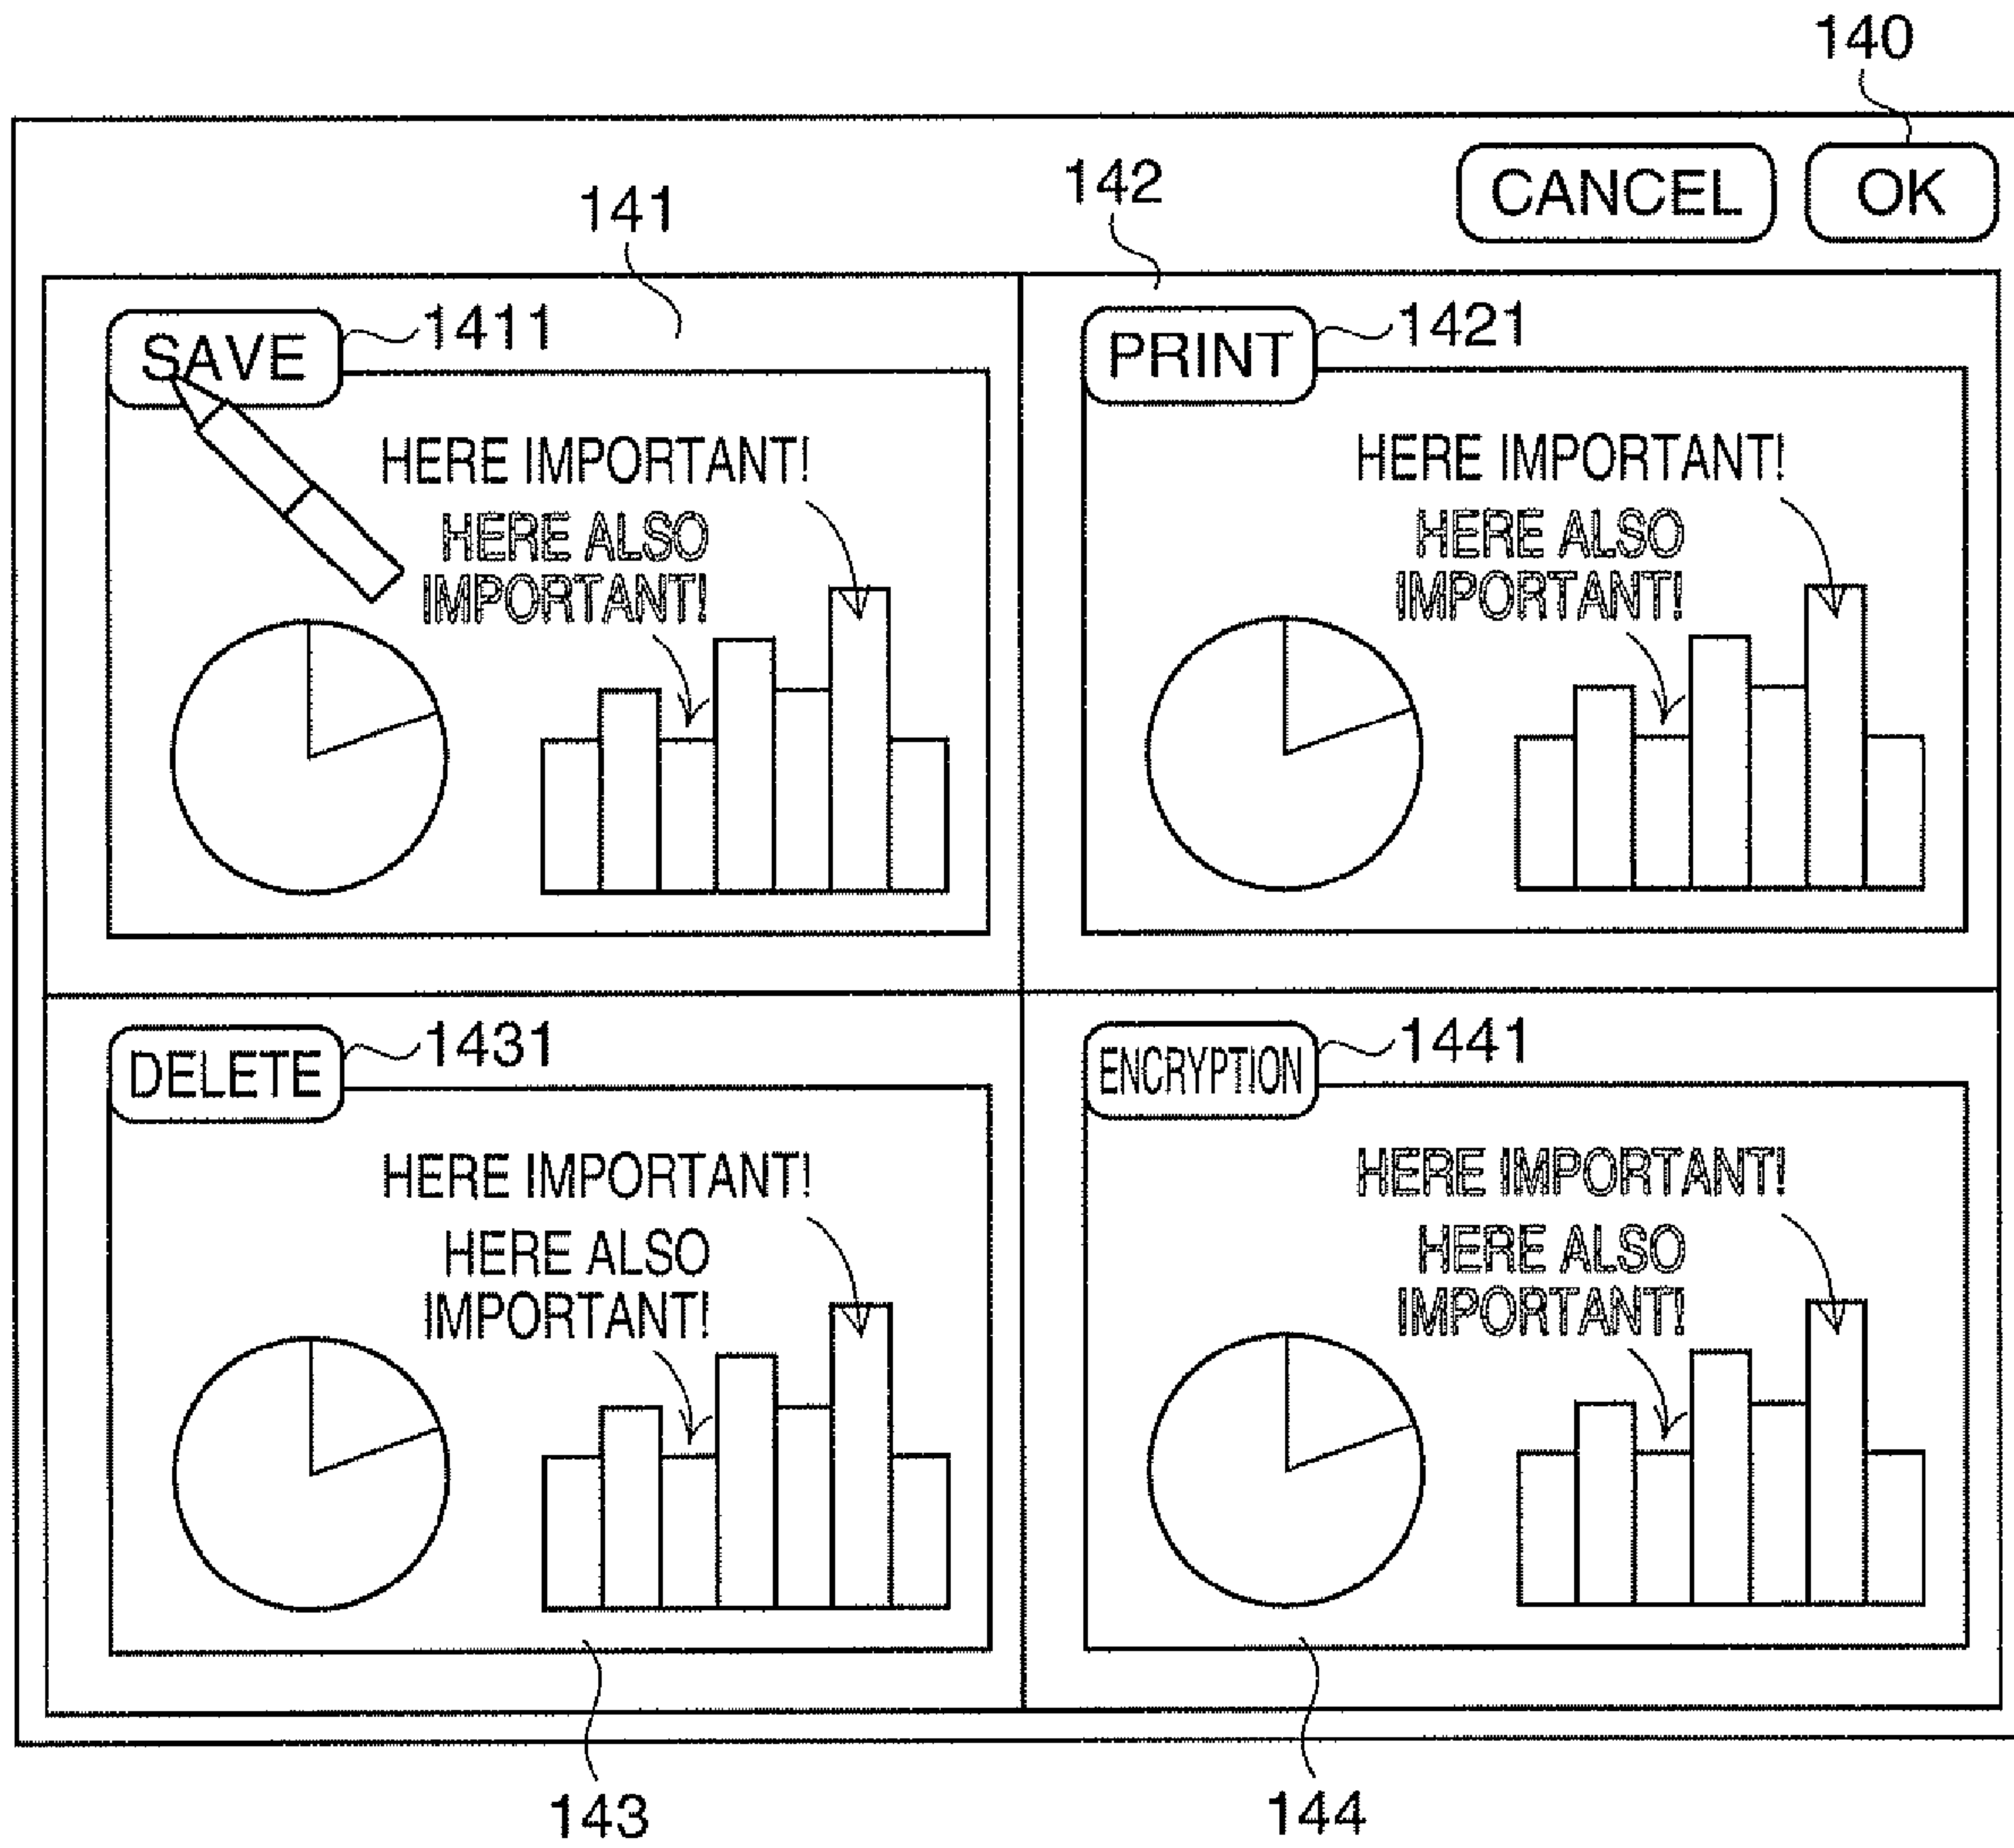 140
CANCEL OK
141 142
SAVE 1411
HERE IMPORTANT!
HERE ALSO
IMPORTANT!
PRINT 1421
HERE IMPORTANT!
HERE ALSO
IMPORTANT!
DELETE 1431
HERE IMPORTANT!
HERE ALSO
IMPORTANT!
ENCRYPTION 1441
HERE IMPORTANT!
HERE ALSO
IMPORTANT!
143 144